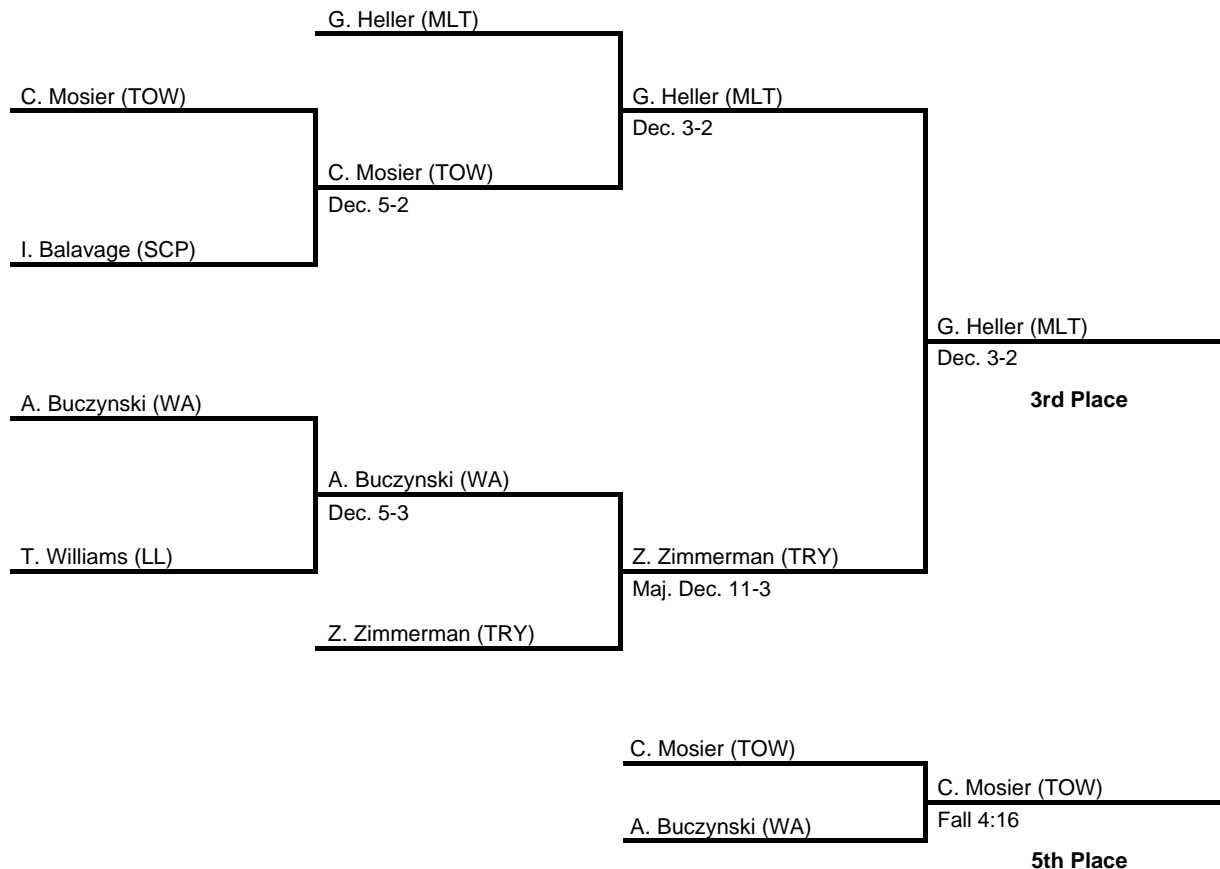 G. Heller (MLT)
C. Mosier (TOW)
G. Heller (MLT)
Dec. 3-2
C. Mosier (TOW)
Dec. 5-2
I. Balavage (SCP)
G. Heller (MLT)
Dec. 3-2
3rd Place
A. Buczynski (WA)
A. Buczynski (WA)
Dec. 5-3
T. Williams (LL)
Z. Zimmerman (TRY)
Maj. Dec. 11-3
Z. Zimmerman (TRY)
C. Mosier (TOW)
C. Mosier (TOW)
Fall 4:16
A. Buczynski (WA)
5th Place